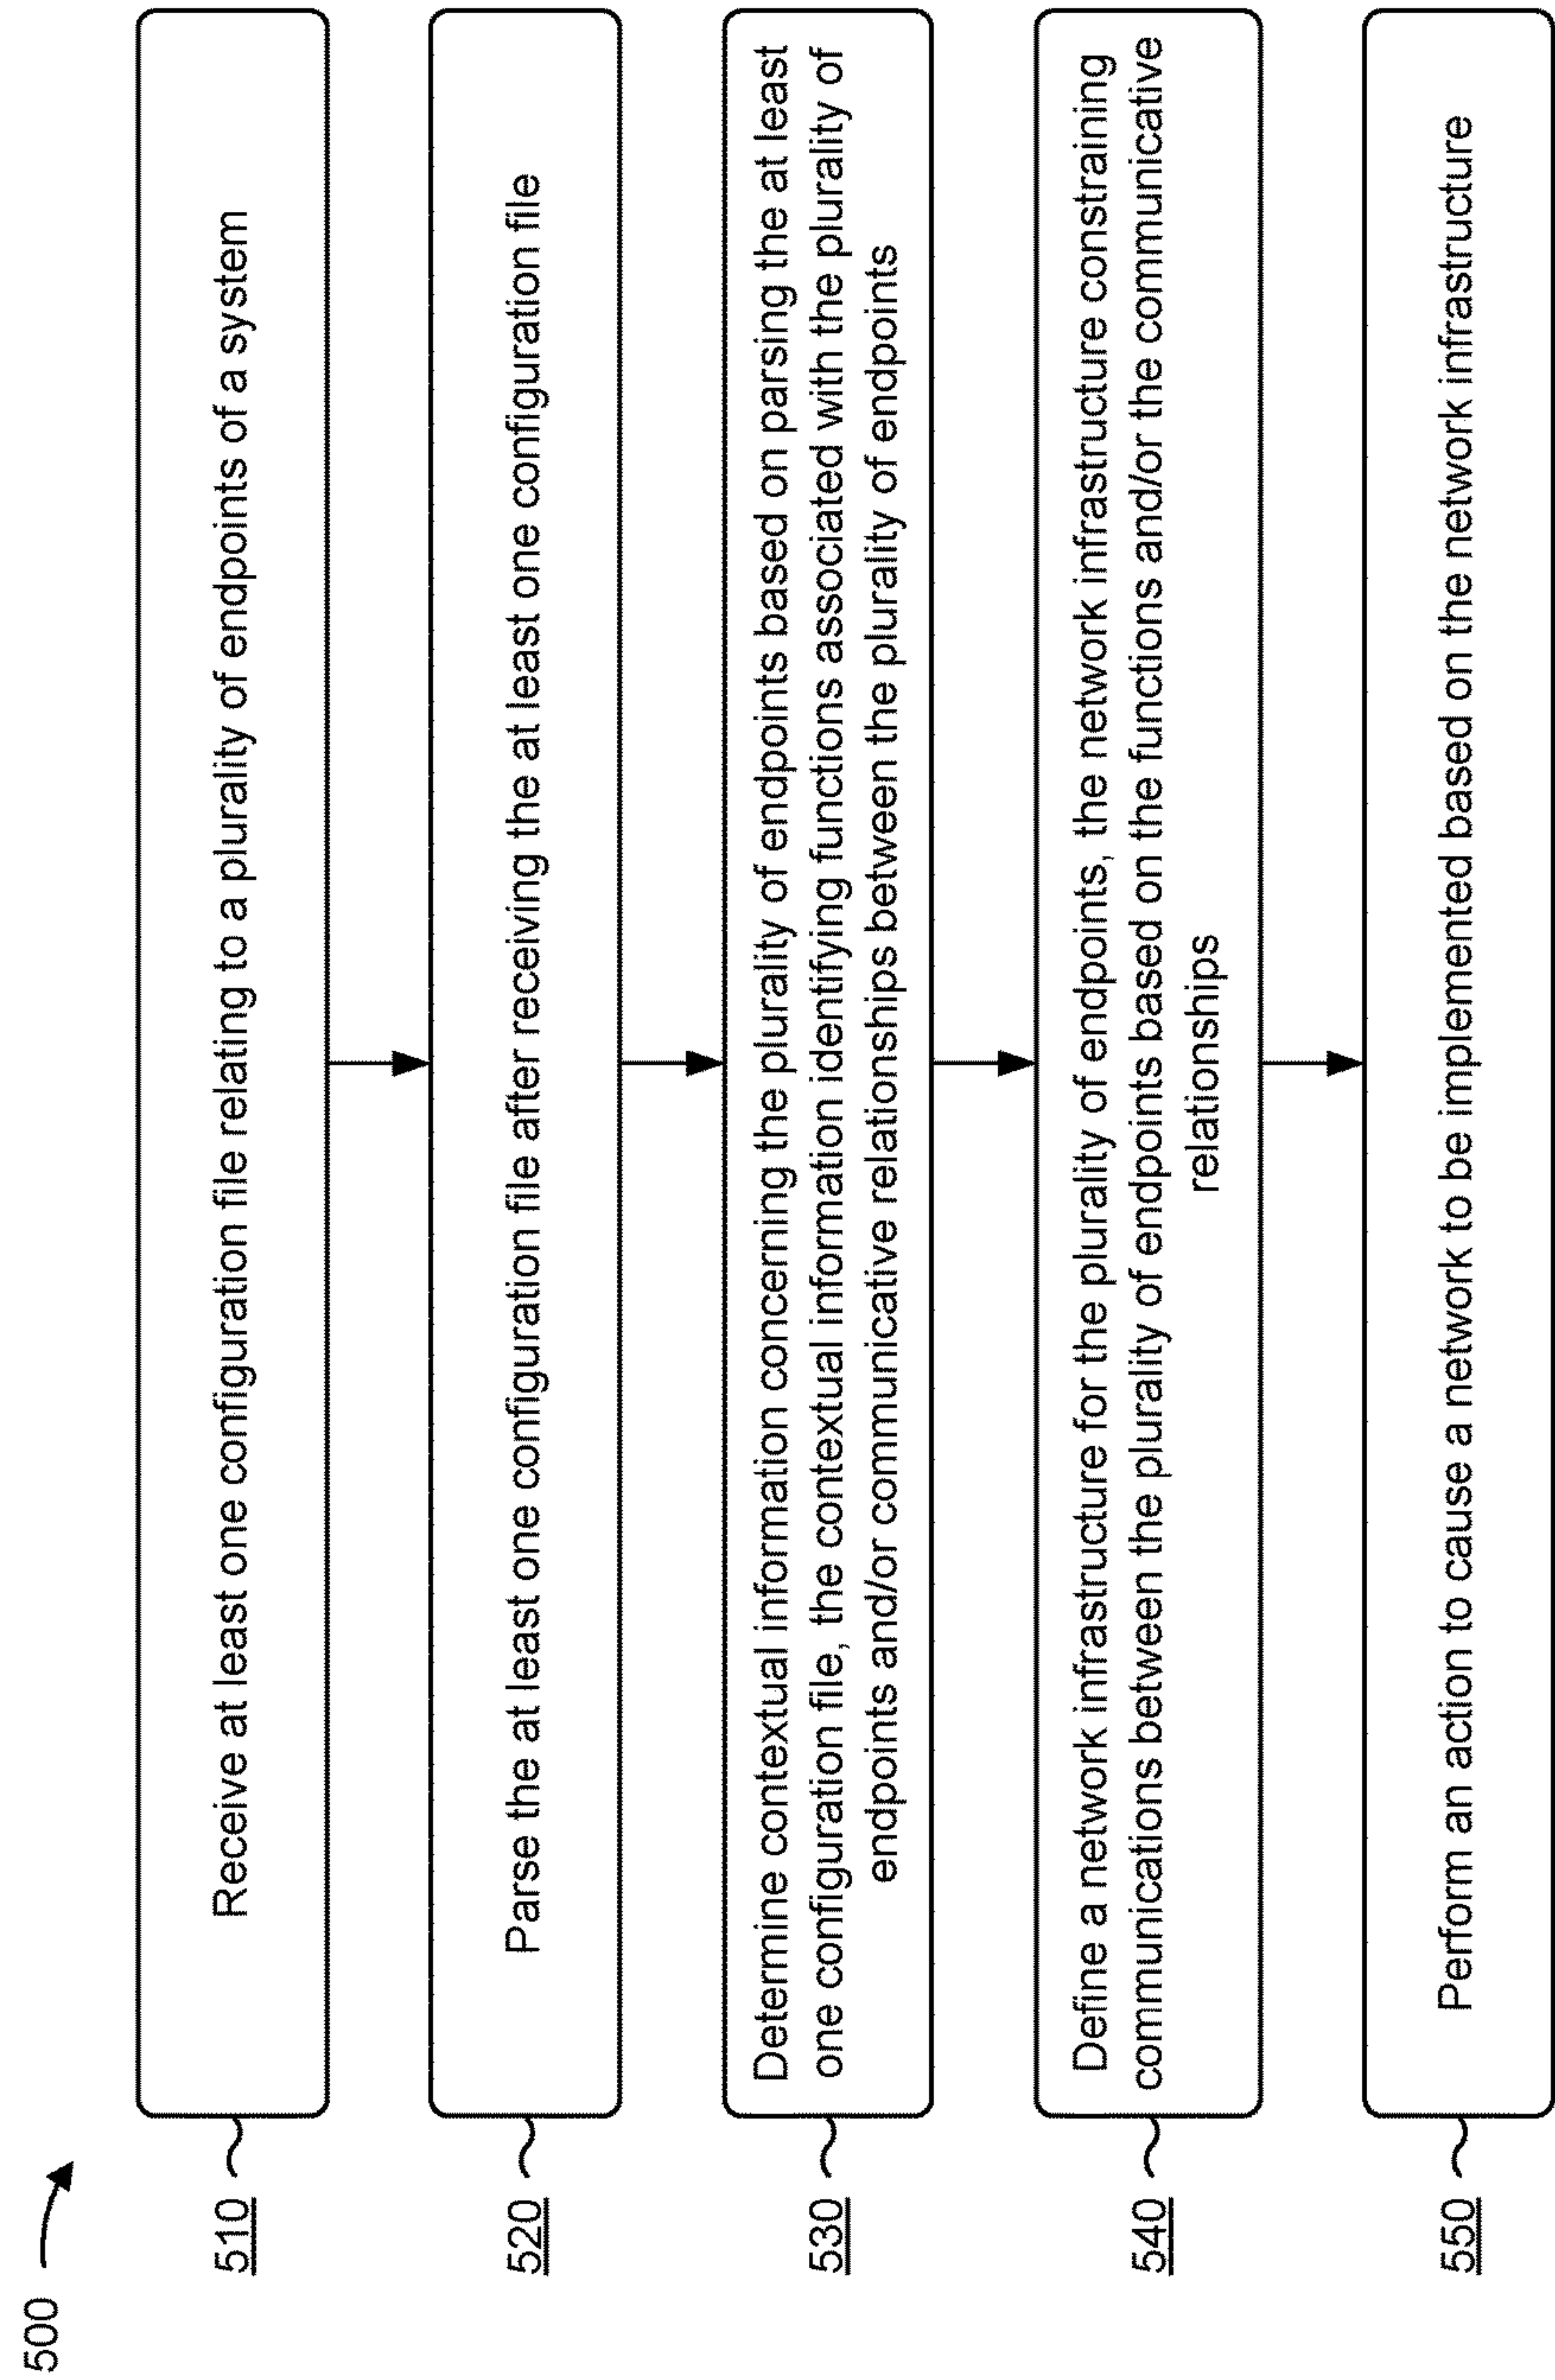 500
510
Receive at least one configuration file relating to a plurality of endpoints of a system
520
Parse the at least one configuration file after receiving the at least one configuration file
530
Determine contextual information concerning the plurality of endpoints based on parsing the at least
one configuration file, the contextual information identifying functions associated with the plurality of
endpoints and/or communicative relationships between the plurality of endpoints
540
Define a network infrastructure for the plurality of endpoints, the network infrastructure constraining
communications between the plurality of endpoints based on the functions and/or the communicative
relationships
550
Perform an action to cause a network to be implemented based on the network infrastructure